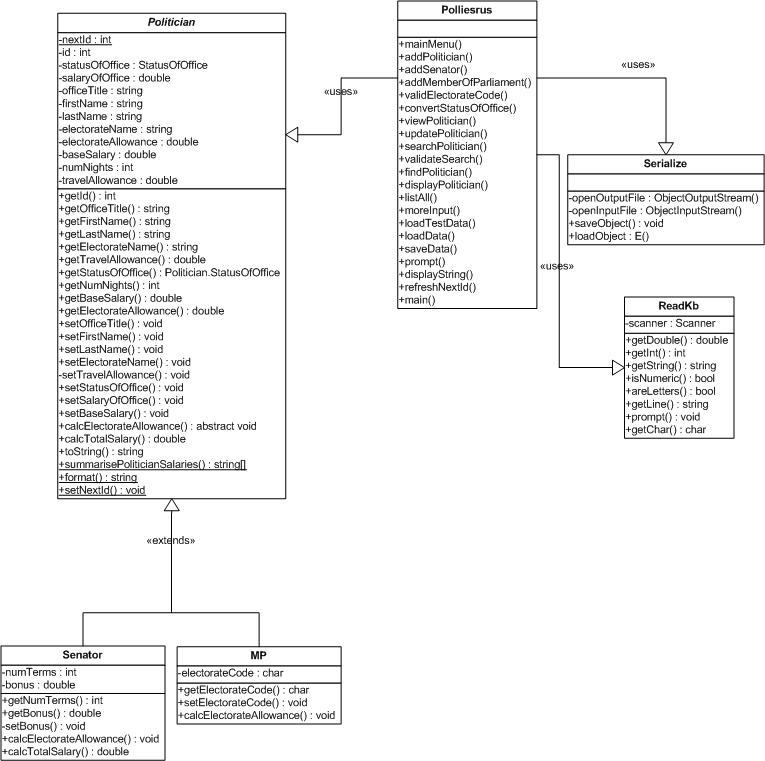 Politician
-nextId : int
-id : int
-statusOfOffice : StatusOfOffice
-salaryOfOffice : double
-officeTitle : string
-firstName : string
-lastName : string
-electorateName : string
-electorateAllowance : double
-baseSalary : double
-numNights : int
-travelAllowance : double
+getId() : int
+getOfficeTitle() : string
+getFirstName() : string
+getLastName() : string
+getElectorateName() : string
+getTravelAllowance() : double
+getStatusOfOffice() : Politician.StatusOfOffice
+getNumNights() : int
+getBaseSalary() : double
+getElectorateAllowance() : double
+setOfficeTitle() : void
+setFirstName() : void
+setLastName() : void
+setElectorateName() : void
-setTravelAllowance() : void
+setStatusOfOffice() : void
+setSalaryOfOffice() : void
+setBaseSalary() : void
+calcElectorateAllowance() : abstract void
+calcTotalSalary() : double
+toString() : string
+summarisePoliticianSalaries() : string[]
+format() : string
+setNextId() : void
«uses»
Polliesrus
+mainMenu()
+addPolitician()
+addSenator()
+addMemberOfParliament()
+validElectorateCode()
+convertStatusOfOffice()
+viewPolitician()
+updatePolitician()
+searchPolitician()
+validateSearch()
+findPolitician()
+displayPolitician()
+listAll()
+moreInput()
+loadTestData()
+loadData()
+saveData()
+prompt()
+displayString()
+refreshNextId()
+main()
«uses»
Serialize
-openOutputFile : ObjectOutputStream()
-openInputFile : ObjectInputStream()
+saveObject() : void
+loadObject : E()
«uses»
ReadKb
-scanner : Scanner
+getDouble() : double
+getInt() : int
+getString() : string
+isNumeric() : bool
+areLetters() : bool
+getLine() : string
+prompt() : void
+getChar() : char
«extends»
Senator
-numTerms : int
-bonus : double
+getNumTerms() : int
+getBonus() : double
-setBonus() : void
+calcElectorateAllowance() : void
+calcTotalSalary() : double
MP
-electorateCode : char
+getElectorateCode() : char
+setElectorateCode() : void
+calcElectorateAllowance() : void